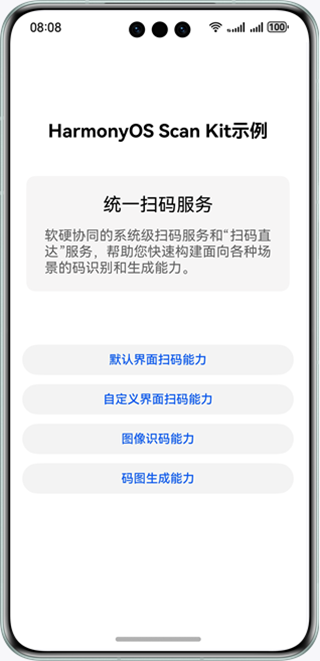 08:08
100
HarmonyOS Scan Kit示例
统一扫码服务
软硬协同的系统级扫码服务和“扫码直
达”服务，帮助您快速构建面向各种场
景的码识别和生成能力。
默认界面扫码能力
自定义界面扫码能力
图像识码能力
码图生成能力